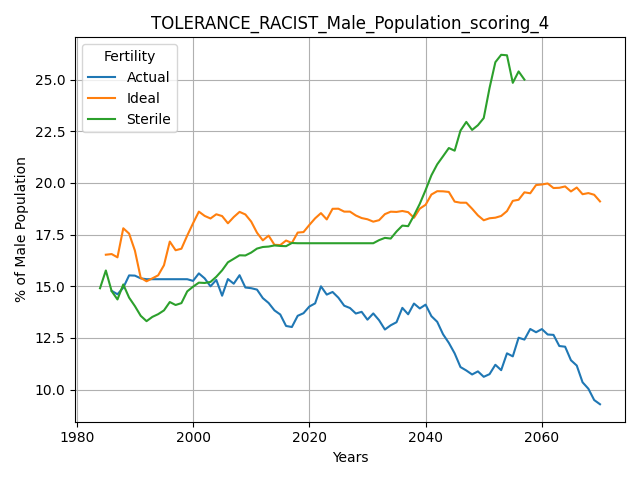 TOLERANCE_RACIST_Male_Population_scoring_4
Fertility
Actual
Ideal
Sterile
% of Male Population
25.0
22.5
20.0
17.5
15.0
12.5
10.0
1980 2000 2020 2040 2060
Years